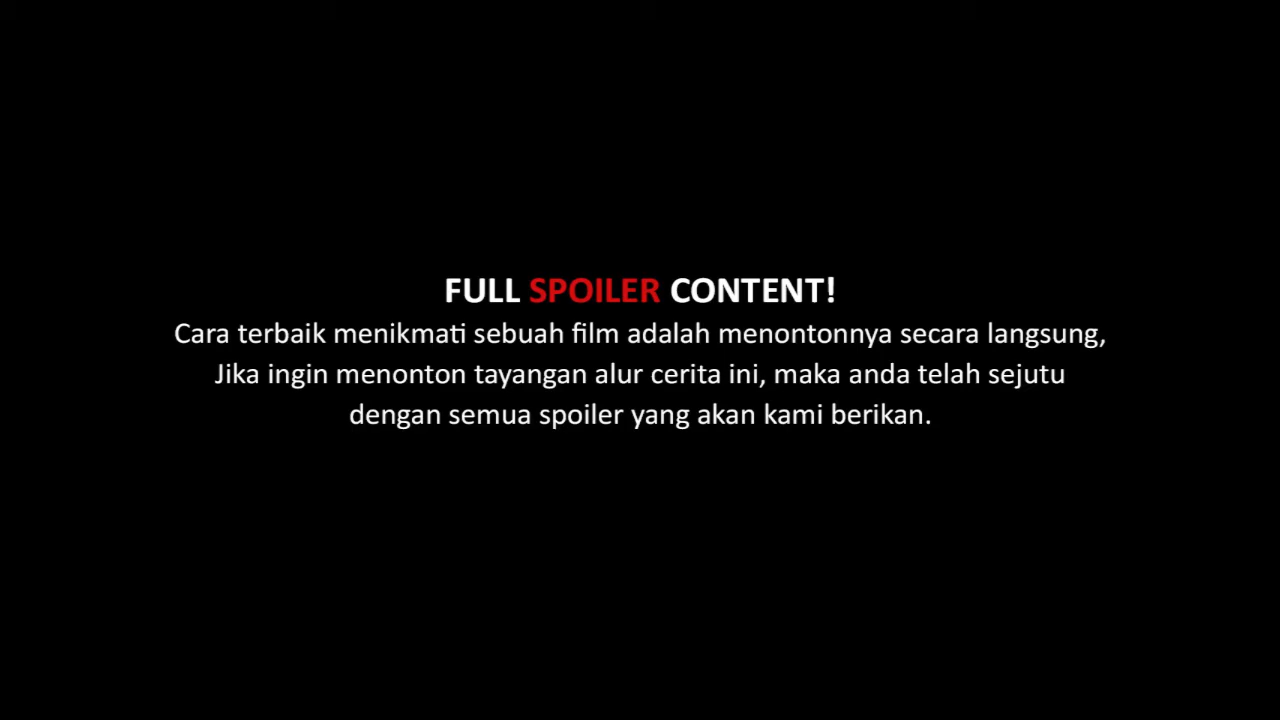 FULL SPOILER CONTENT!
Cara terbaik menikmati sebuah film adalah menontonnya secara langsung,
Jika ingin menonton tayangan alur cerita ini, maka anda telah sejutu
dengan semua spoiler yang akan kami berikan.